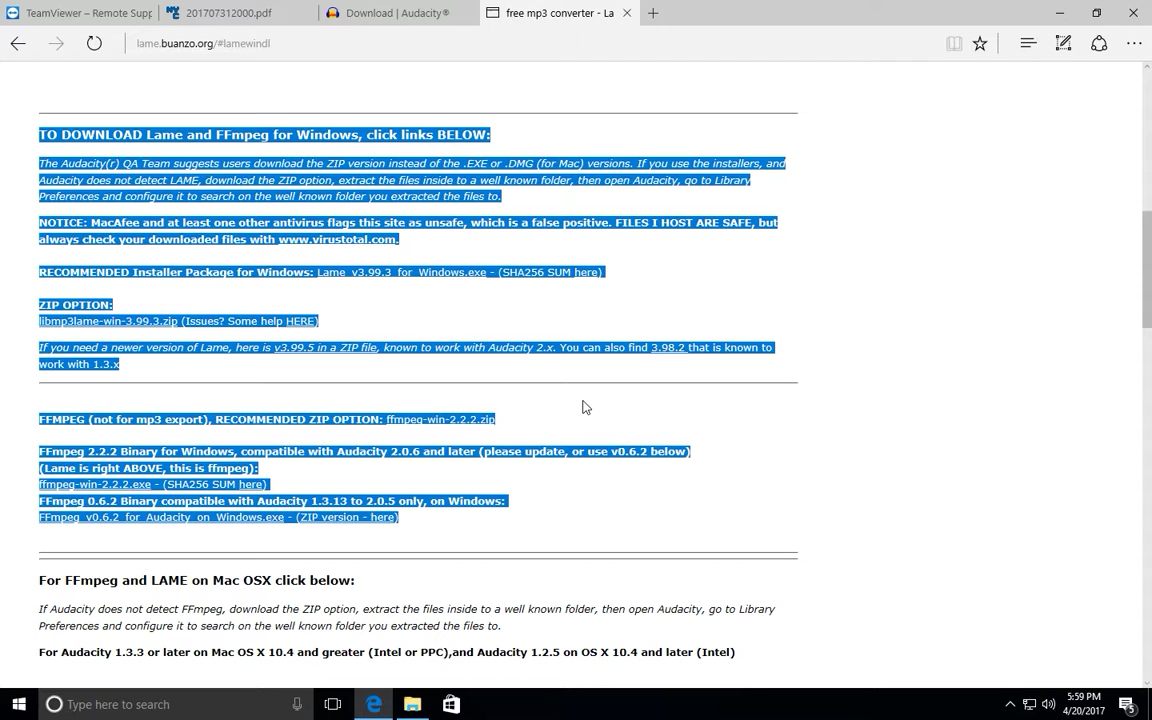 TeamViewer – Remote Supp
201707312000.pdf
Download | Audacity®
free mp3 converter - La
lame.buanzo.org/#lamewindl
TO DOWNLOAD Lame and FFmpeg for Windows, click links BELOW:
The Audacity(r) QA Team suggests users download the ZIP version instead of the .EXE or .DMG (for Mac) versions. If you use the installers, and
Audacity does not detect LAME, download the ZIP option, extract the files inside to a well known folder, then open Audacity, go to Library
Preferences and configure it to search on the well known folder you extracted the files to.
NOTICE: MacAfee and at least one other antivirus flags this site as unsafe, which is a false positive. FILES I HOST ARE SAFE, but
always check your downloaded files with www.virustotal.com.
RECOMMENDED Installer Package for Windows: Lame_v3.99.3_for_Windows.exe - (SHA256 SUM here)
ZIP OPTION:
libmp3lame-win-3.99.3.zip (Issues? Some help HERE)
If you need a newer version of Lame, here is v3.99.5 in a ZIP file, known to work with Audacity 2.x. You can also find 3.98.2 that is known to
work with 1.3.x
FFMPEG (not for mp3 export), RECOMMENDED ZIP OPTION: ffmpeg-win-2.2.2.zip
FFmpeg 2.2.2 Binary for Windows, compatible with Audacity 2.0.6 and later (please update, or use v0.6.2 below)
(Lame is right ABOVE, this is ffmpeg):
ffmpeg-win-2.2.2.exe - (SHA256 SUM here)
FFmpeg 0.6.2 Binary compatible with Audacity 1.3.13 to 2.0.5 only, on Windows:
FFmpeg_v0.6.2_for_Audacity_on_Windows.exe - (ZIP version - here)
For FFmpeg and LAME on Mac OSX click below:
If Audacity does not detect FFmpeg, download the ZIP option, extract the files inside to a well known folder, then open Audacity, go to Library
Preferences and configure it to search on the well known folder you extracted the files to.
For Audacity 1.3.3 or later on Mac OS X 10.4 and greater (Intel or PPC),and Audacity 1.2.5 on OS X 10.4 and later (Intel)
Type here to search
5:59 PM
4/20/2017
5